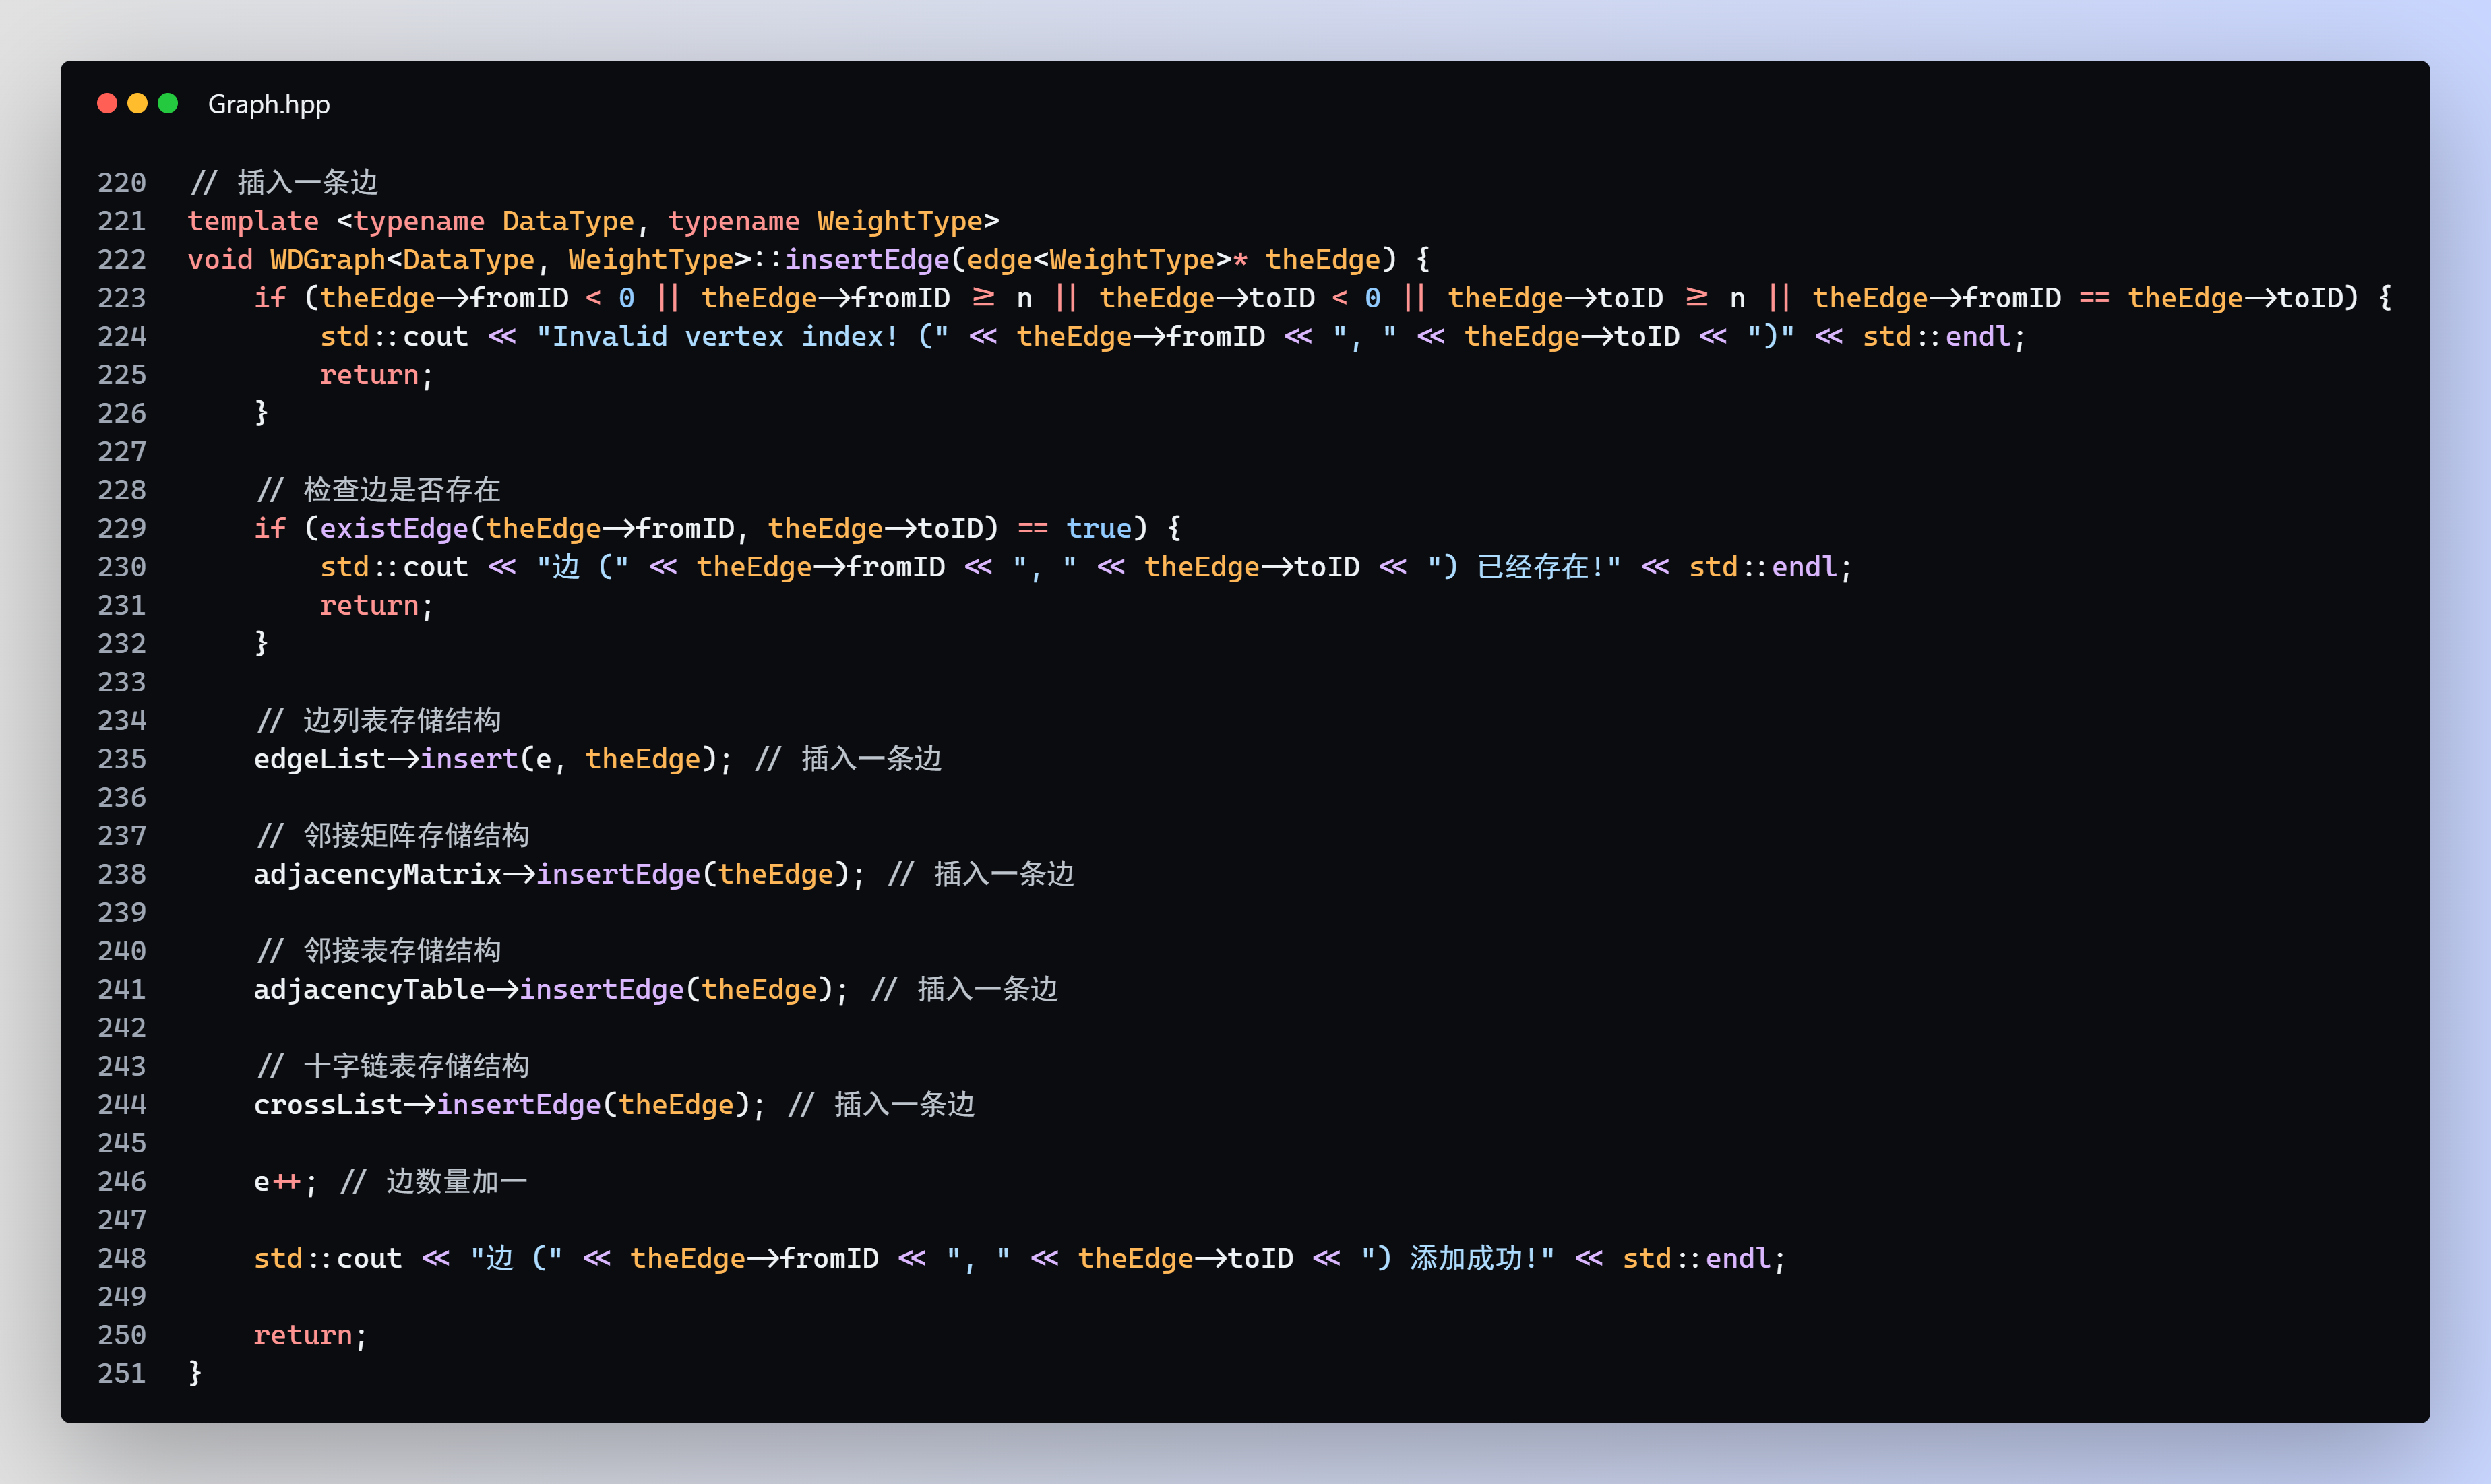 Graph.hpp
220 // 插入一条边
221 template <typename DataType, typename WeightType>
222 void WDGraph<DataType, WeightType>::insertEdge(edge<WeightType>* theEdge) {
223     if (theEdge->fromID < 0 || theEdge->fromID >= n || theEdge->toID < 0 || theEdge->toID >= n || theEdge->fromID == theEdge->toID) {
224         std::cout << "Invalid vertex index! (" << theEdge->fromID << ", " << theEdge->toID << ")" << std::endl;
225         return;
226     }
227
228     // 检查边是否存在
229     if (existEdge(theEdge->fromID, theEdge->toID) == true) {
230         std::cout << "边 (" << theEdge->fromID << ", " << theEdge->toID << ") 已经存在!" << std::endl;
231         return;
232     }
233
234     // 边列表存储结构
235     edgeList->insert(e, theEdge); // 插入一条边
236
237     // 邻接矩阵存储结构
238     adjacencyMatrix->insertEdge(theEdge); // 插入一条边
239
240     // 邻接表存储结构
241     adjacencyTable->insertEdge(theEdge); // 插入一条边
242
243     // 十字链表存储结构
244     crossList->insertEdge(theEdge); // 插入一条边
245
246     e++; // 边数量加一
247
248     std::cout << "边 (" << theEdge->fromID << ", " << theEdge->toID << ") 添加成功!" << std::endl;
249
250     return;
251 }